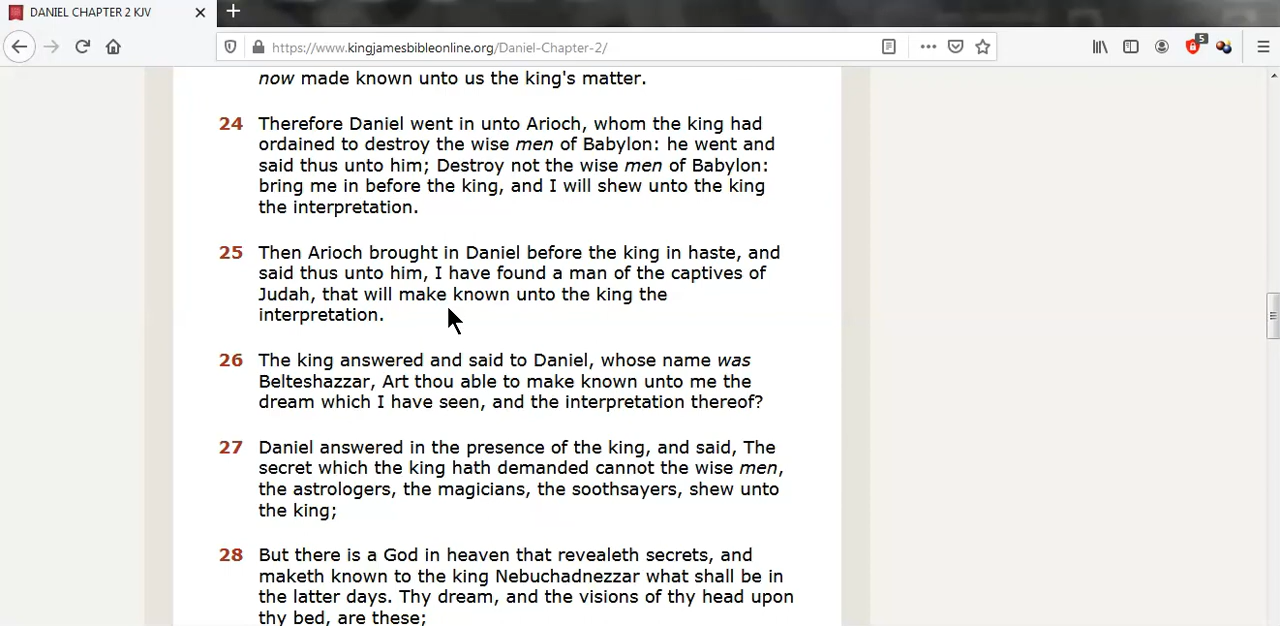 DANIEL CHAPTER 2 KJV
https://www.kingjamesbibleonline.org/Daniel-Chapter-2/
5
now made known unto us the king's matter.
24 Therefore Daniel went in unto Arioch, whom the king had
ordained to destroy the wise men of Babylon: he went and
said thus unto him; Destroy not the wise men of Babylon:
bring me in before the king, and I will shew unto the king
the interpretation.
25 Then Arioch brought in Daniel before the king in haste, and
said thus unto him, I have found a man of the captives of
Judah, that will make known unto the king the
interpretation.
26 The king answered and said to Daniel, whose name was
Belteshazzar, Art thou able to make known unto me the
dream which I have seen, and the interpretation thereof?
27 Daniel answered in the presence of the king, and said, The
secret which the king hath demanded cannot the wise men,
the astrologers, the magicians, the soothsayers, shew unto
the king;
28 But there is a God in heaven that revealeth secrets, and
maketh known to the king Nebuchadnezzar what shall be in
the latter days. Thy dream, and the visions of thy head upon
thy bed, are these;